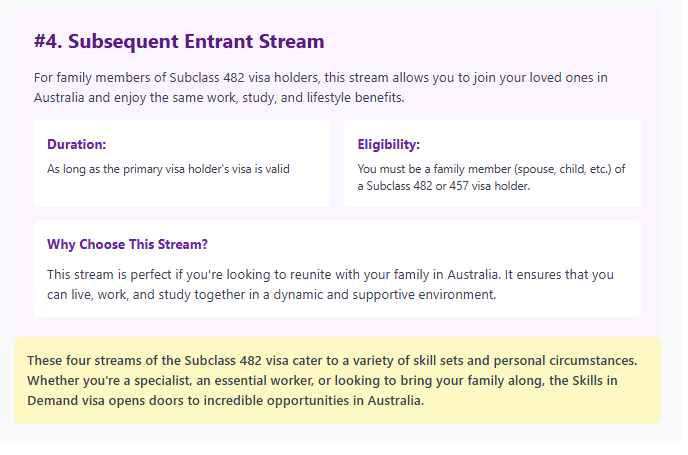 #4. Subsequent Entrant Stream
For family members of Subclass 482 visa holders, this stream allows you to join your loved ones in
Australia and enjoy the same work, study, and lifestyle benefits.
Duration:
As long as the primary visa holder's visa is valid
Eligibility:
You must be a family member (spouse, child, etc.) of
a Subclass 482 or 457 visa holder.
Why Choose This Stream?
This stream is perfect if you're looking to reunite with your family in Australia. It ensures that you
can live, work, and study together in a dynamic and supportive environment.
These four streams of the Subclass 482 visa cater to a variety of skill sets and personal circumstances.
Whether you're a specialist, an essential worker, or looking to bring your family along, the Skills in
Demand visa opens doors to incredible opportunities in Australia.